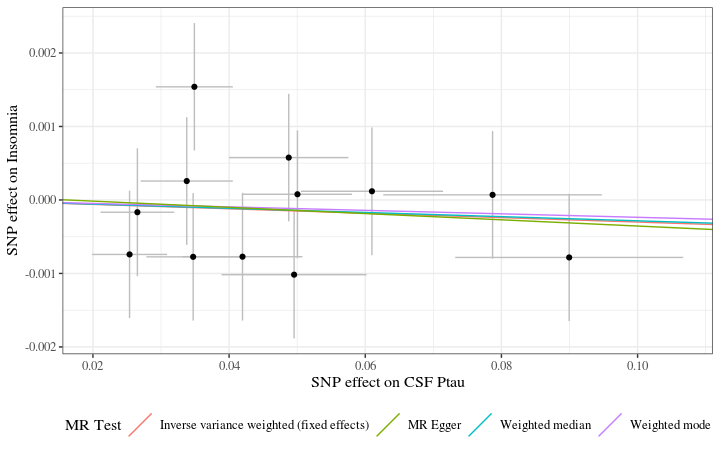 SNP effect on Insomnia
0.002
0.001
0.000
-0.001
-0.002
0.02 0.04 0.06 0.08 0.10
SNP effect on CSF Ptau
MR Test Inverse variance weighted (fixed effects) MR Egger Weighted median Weighted mode